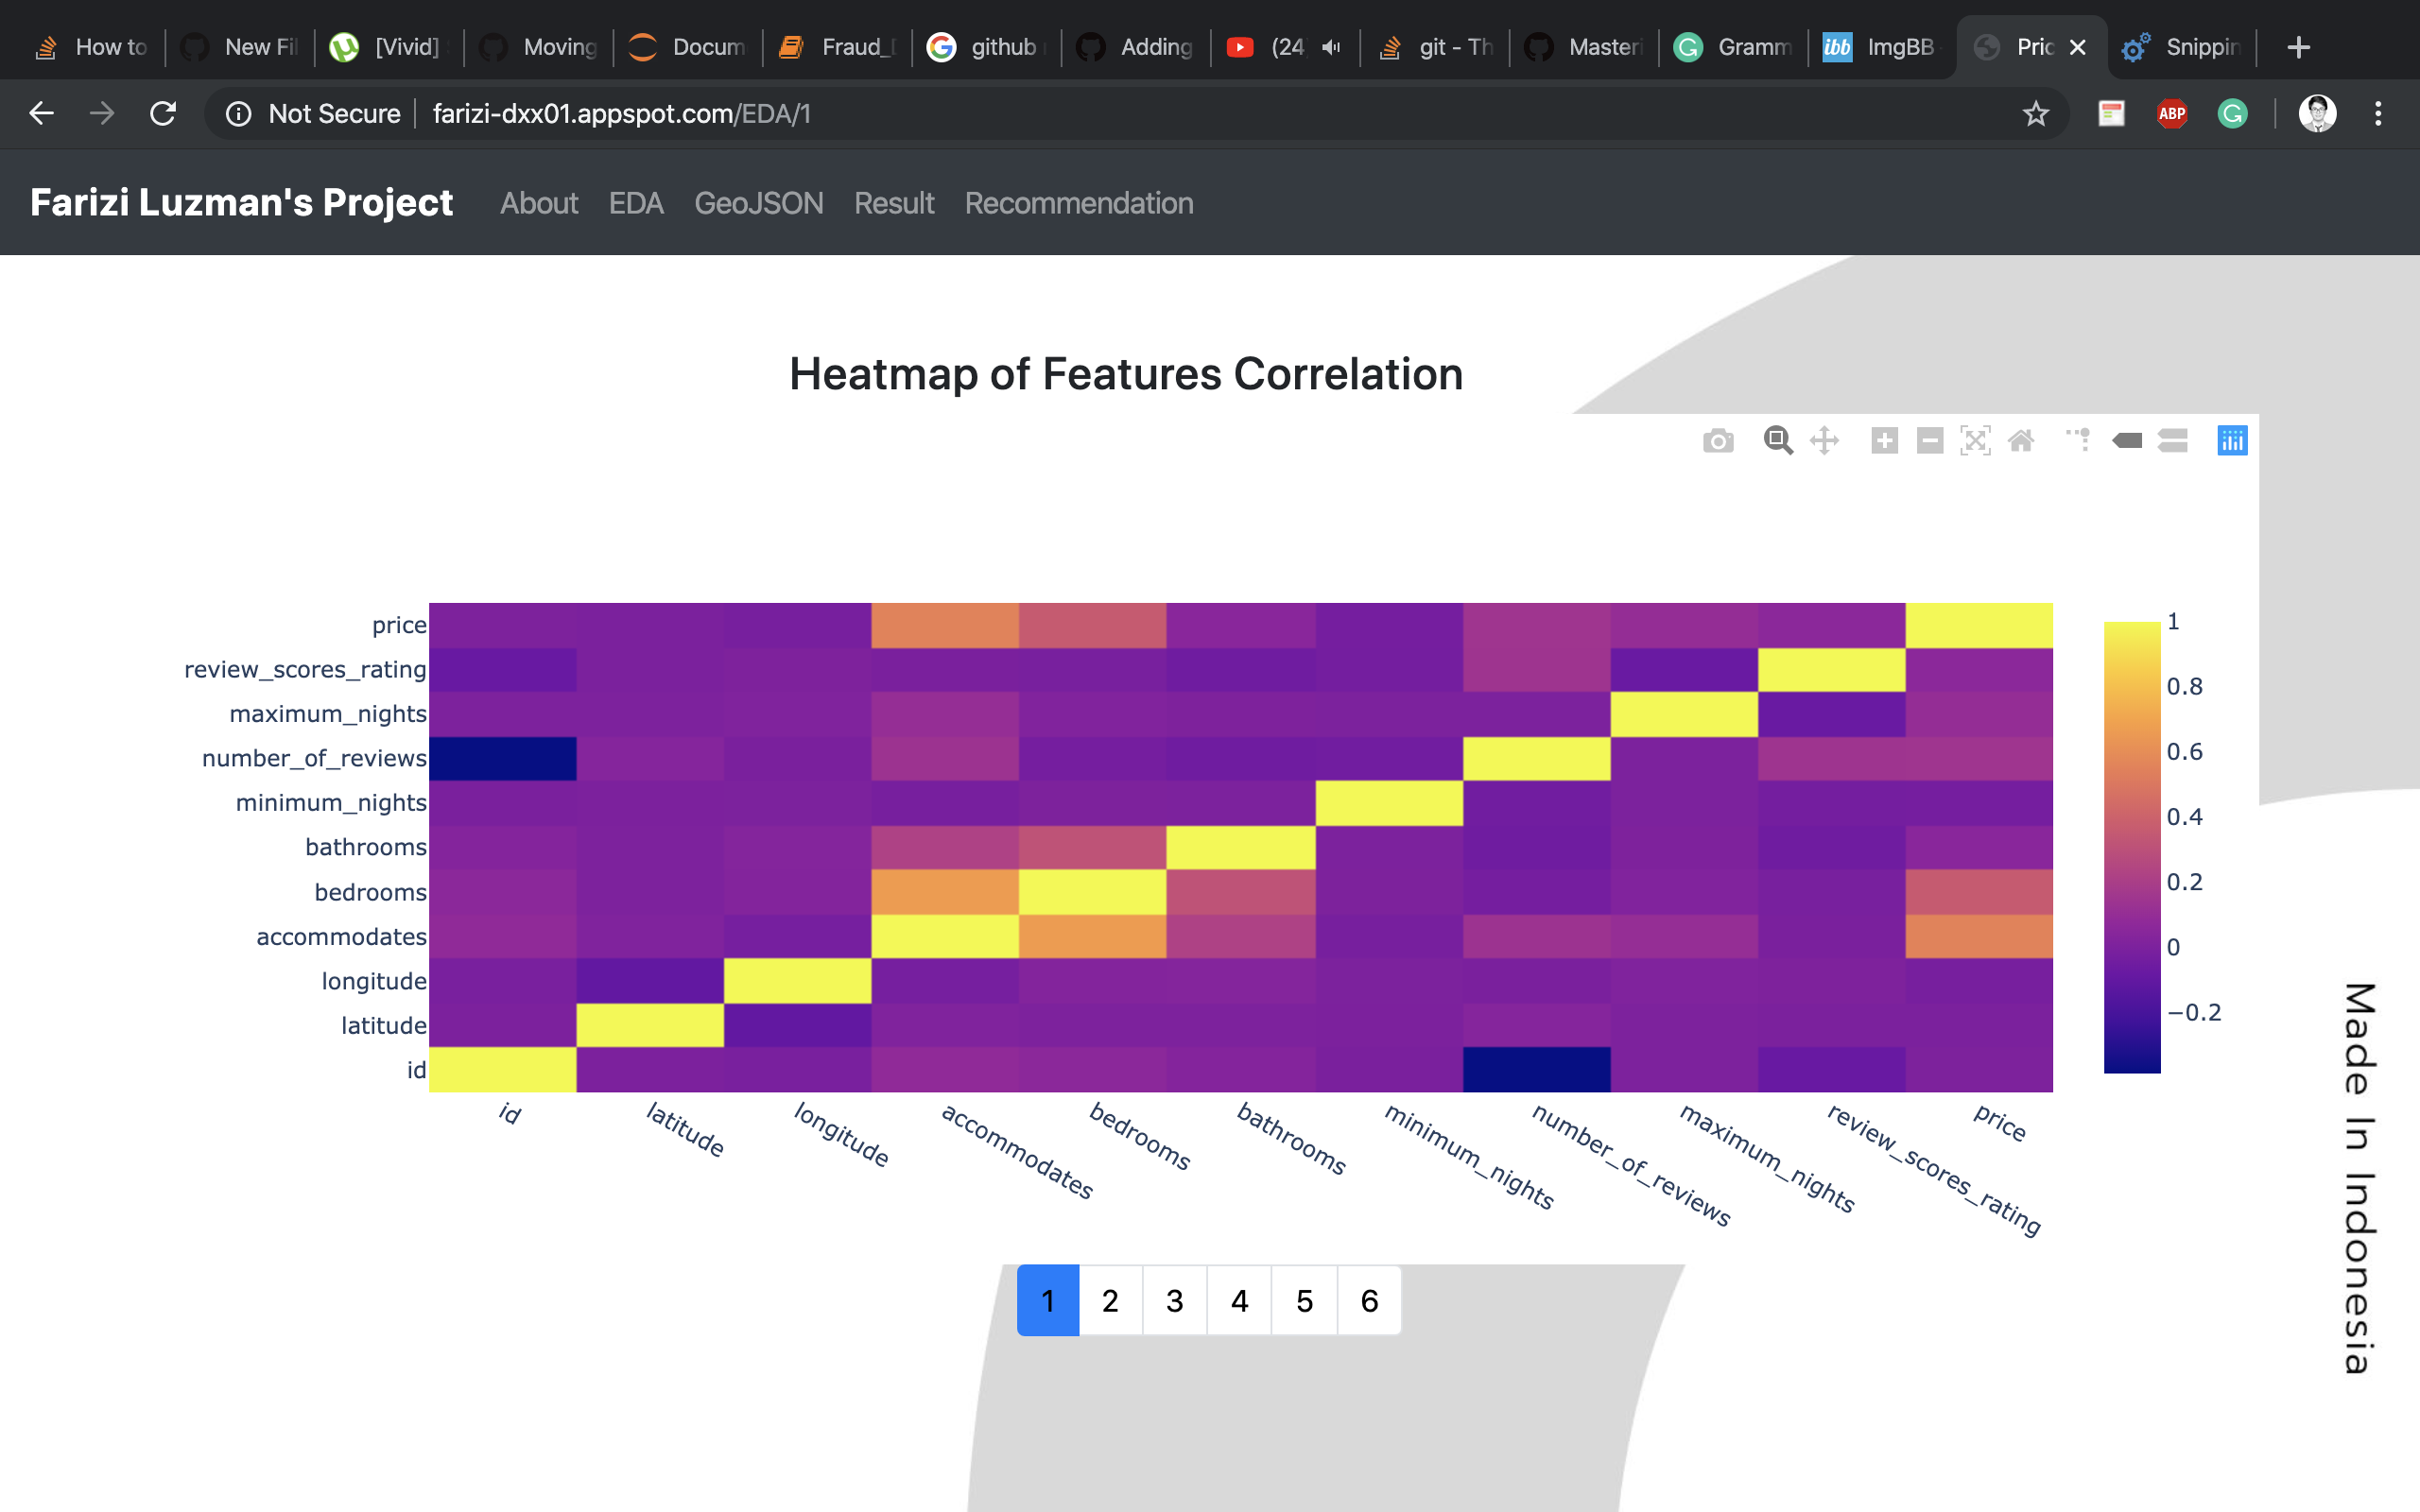 How to New Fil [Vivid] Moving Docum Fraud_D github Adding (24 git - Th Masteri Gramm ibb ImgBB Pric Snippin
Not Secure farizi-dxx01.appspot.com/EDA/1 ABP
Farizi Luzman's Project About EDA GeoJSON Result Recommendation
Heatmap of Features Correlation
price
review_scores_rating
maximum_nights
number_of_reviews
minimum_nights
bathrooms
bedrooms
accommodates
longitude
latitude
id
id latitude longitude accommodates bedrooms bathrooms minimum_nights number_of_reviews maximum_nights review_scores_rating price
1
0.8
0.6
0.4
0.2
0
−0.2
1 2 3 4 5 6
Made In Indonesia